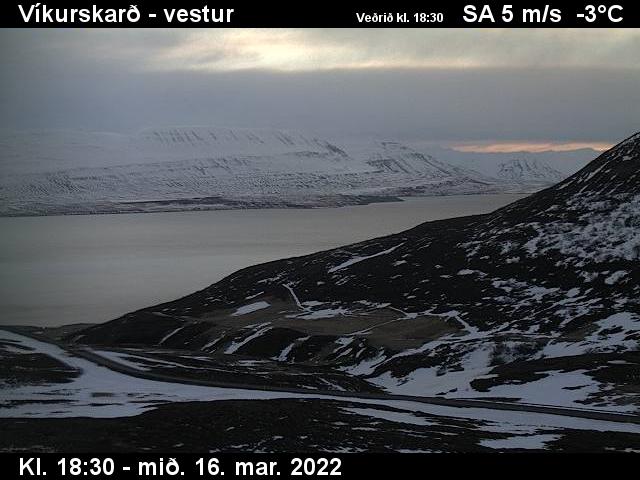 Víkurskarð - vestur Veðrið kl. 18:30 SA 5 m/s -3°C
Kl. 18:30 - mið. 16. mar. 2022